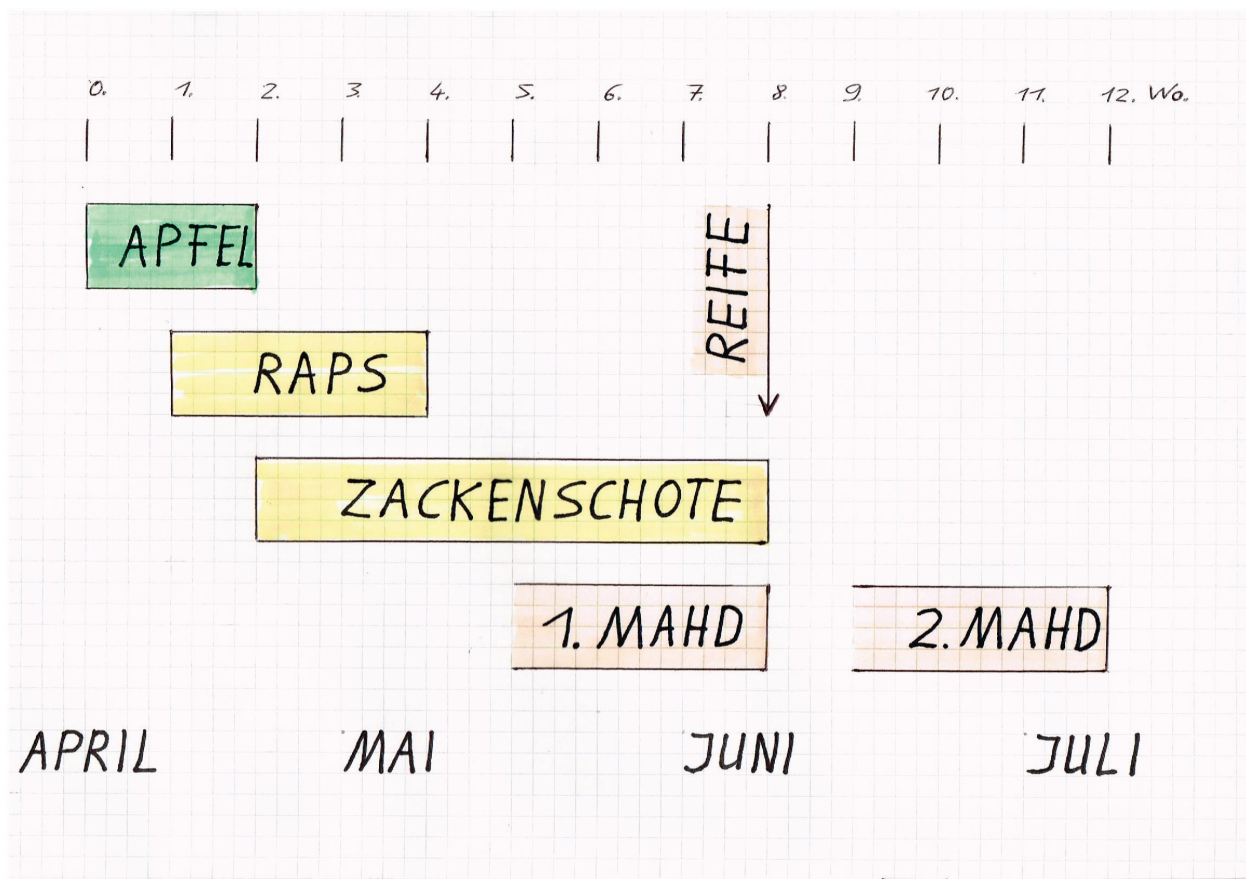 0. 1. 2. 3. 4. 5. 6. 7. 8. 9. 10. 11. 12. Wo.
APFEL
REIFE
RAPS
ZACKENSCHOTE
1. MAHD 2. MAHD
APRIL MAI JUNI JULI